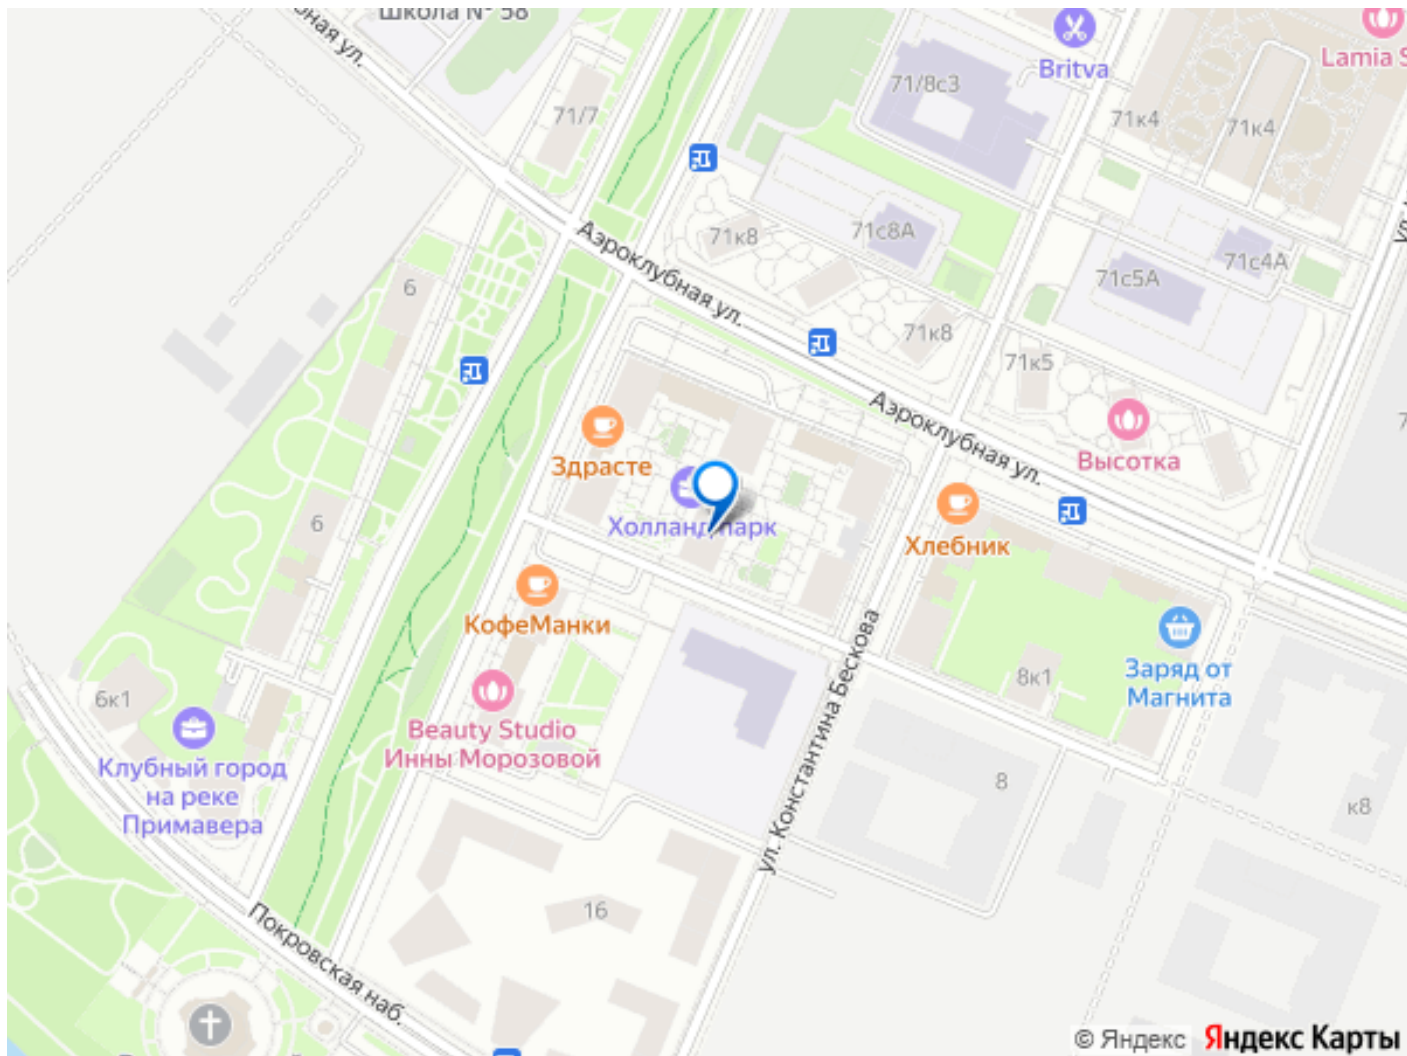 Школа № 58
Lamia S
Britva
71/8с3
71/7
71к4
71к4
71к8
71с8А
Аэроклубная ул.
71с5А
71с4А
6
71к8
71к5
Аэроклубная ул.
Высотка
Здрасте
Холланд парк
6
Хлебник
КофеМанки
ул. Константина Бескова
Заряд от
Магнита
8к1
6к1
Beauty Studio
Инны Морозовой
Клубный город
на реке
Примавера
8
к8
16
Покровская наб.
© Яндекс Яндекс Карты